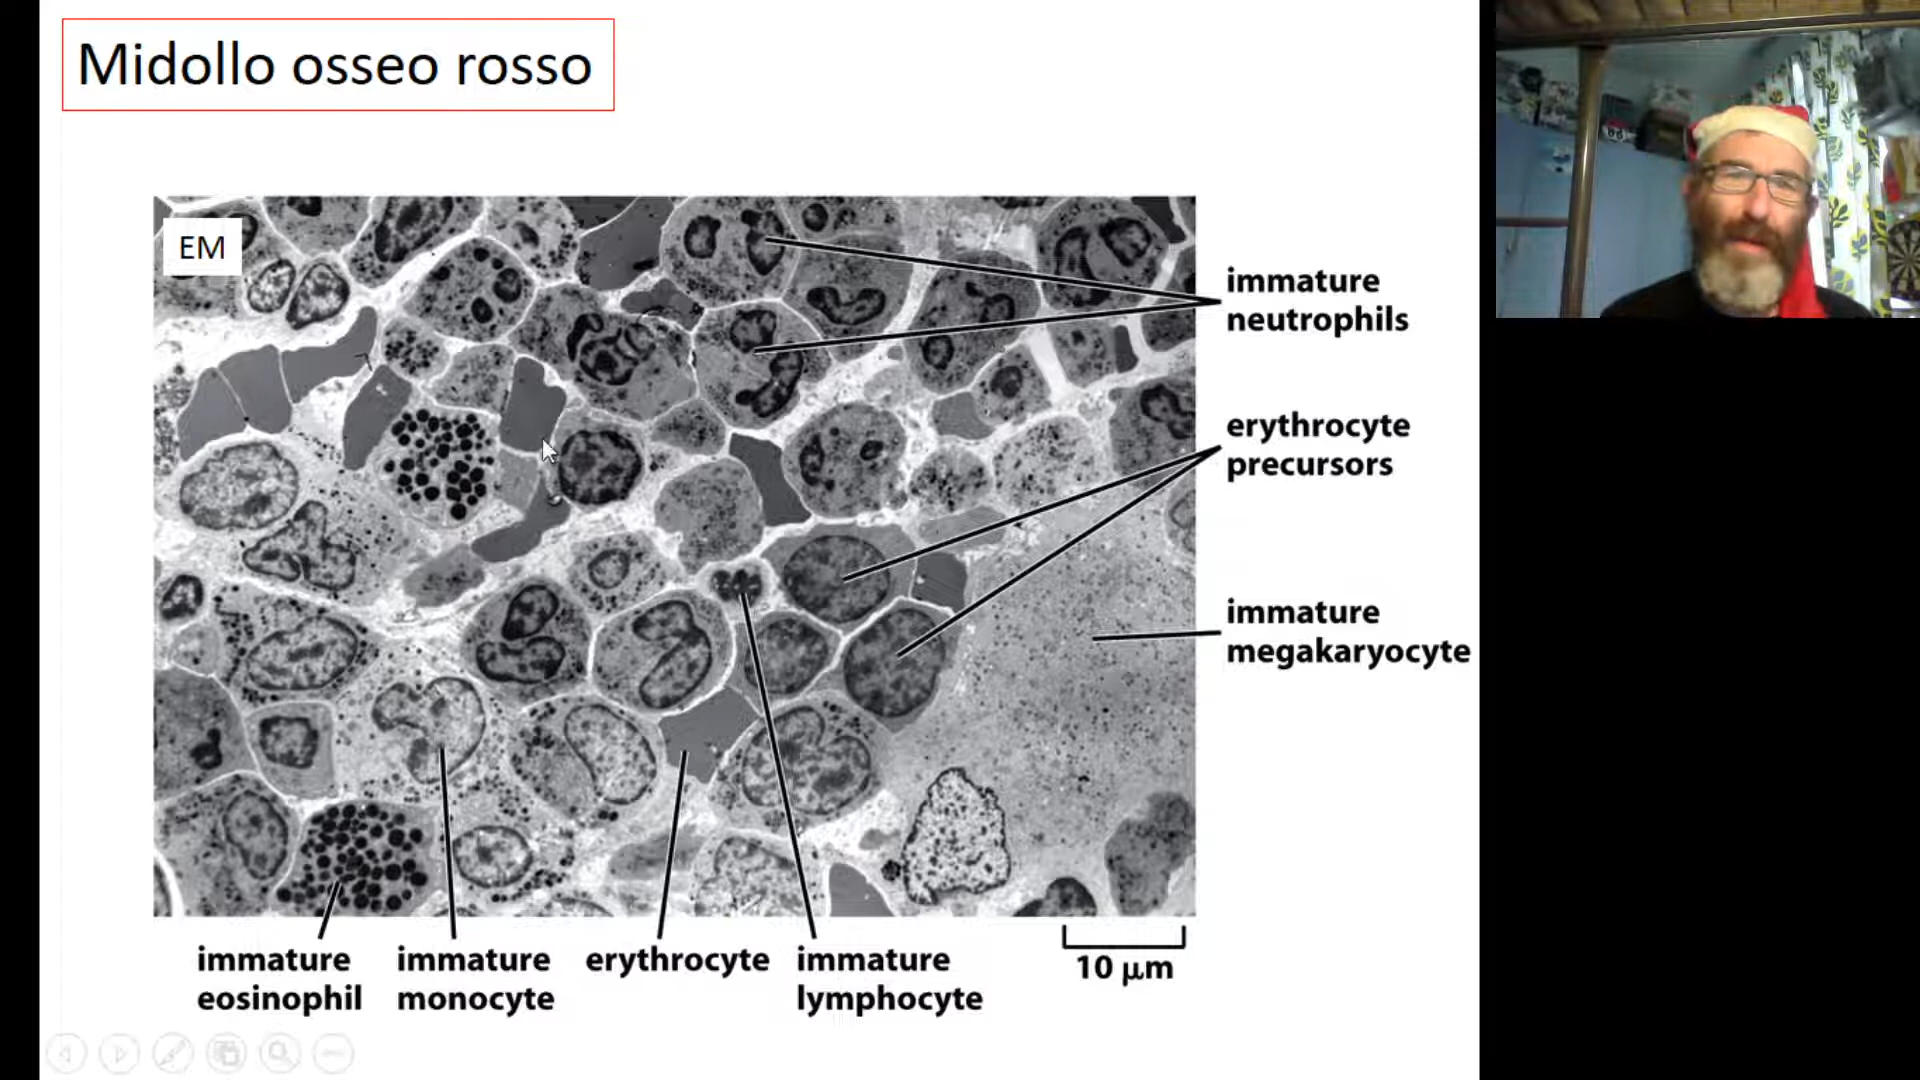 Midollo osseo rosso
EM
immature
neutrophils
erythrocyte
precursors
immature
megakaryocyte
immature
eosinophil
immature
monocyte
erythrocyte
immature
lymphocyte
10 μm